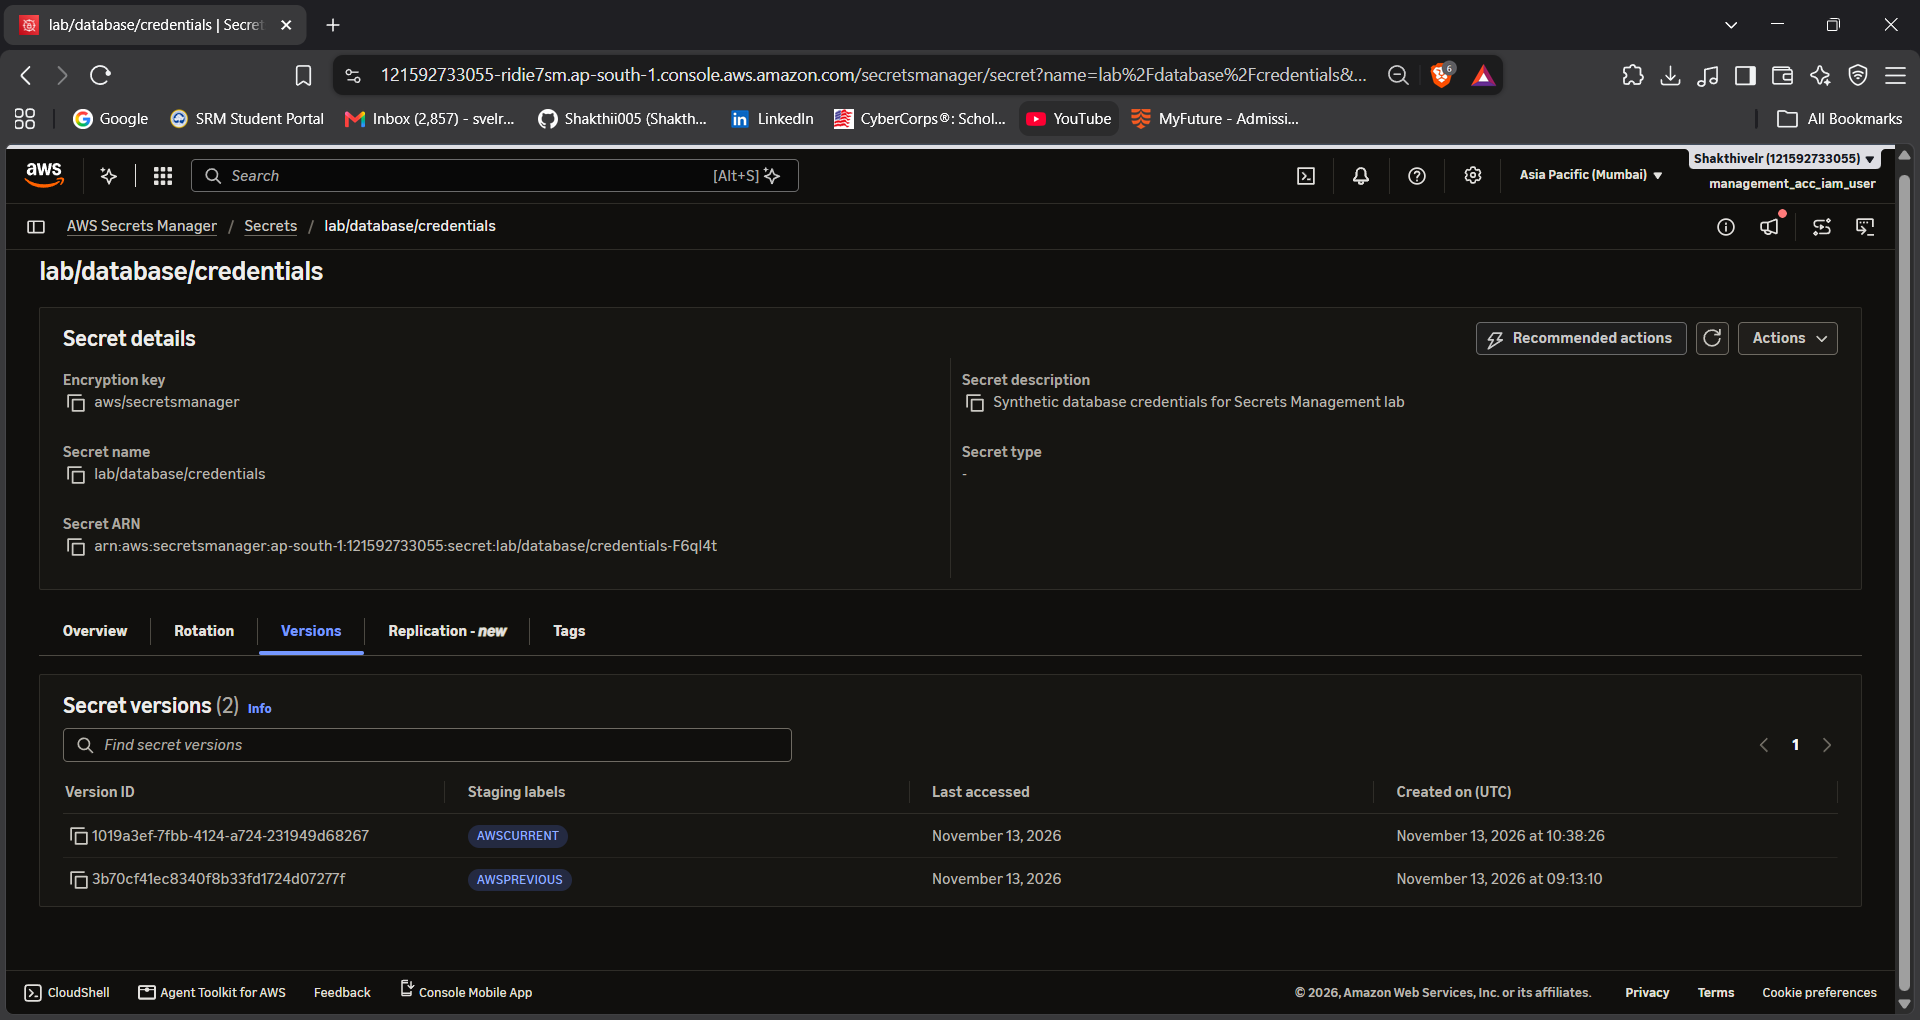 lab/database/credentials | Secre
121592733055-ridie7sm.ap-south-1.console.aws.amazon.com/secretsmanager/secret?name=lab%2Fdatabase%2Fcredentials&...
6
Google
SRM Student Portal
Inbox (2,857) - svelr...
Shakthii005 (Shakth...
LinkedIn
CyberCorps®: Schol...
YouTube
MyFuture - Admissi...
All Bookmarks
aws
Search
[Alt+S]
Asia Pacific (Mumbai)
Shakthivelr (121592733055)
management_acc_iam_user
AWS Secrets Manager / Secrets / lab/database/credentials
lab/database/credentials
Secret details
Recommended actions
Actions
Encryption key
aws/secretsmanager
Secret name
lab/database/credentials
Secret ARN
arn:aws:secretsmanager:ap-south-1:121592733055:secret:lab/database/credentials-F6ql4t
Secret description
Synthetic database credentials for Secrets Management lab
Secret type
-
Overview
Rotation
Versions
Replication - new
Tags
Secret versions (2) Info
Find secret versions
1
Version ID Staging labels Last accessed Created on (UTC)
1019a3ef-7fbb-4124-a724-231949d68267 AWSCURRENT November 13, 2026 November 13, 2026 at 10:38:26
3b70cf41ec8340f8b33fd1724d07277f AWSPREVIOUS November 13, 2026 November 13, 2026 at 09:13:10
CloudShell
Agent Toolkit for AWS
Feedback
Console Mobile App
© 2026, Amazon Web Services, Inc. or its affiliates.
Privacy
Terms
Cookie preferences